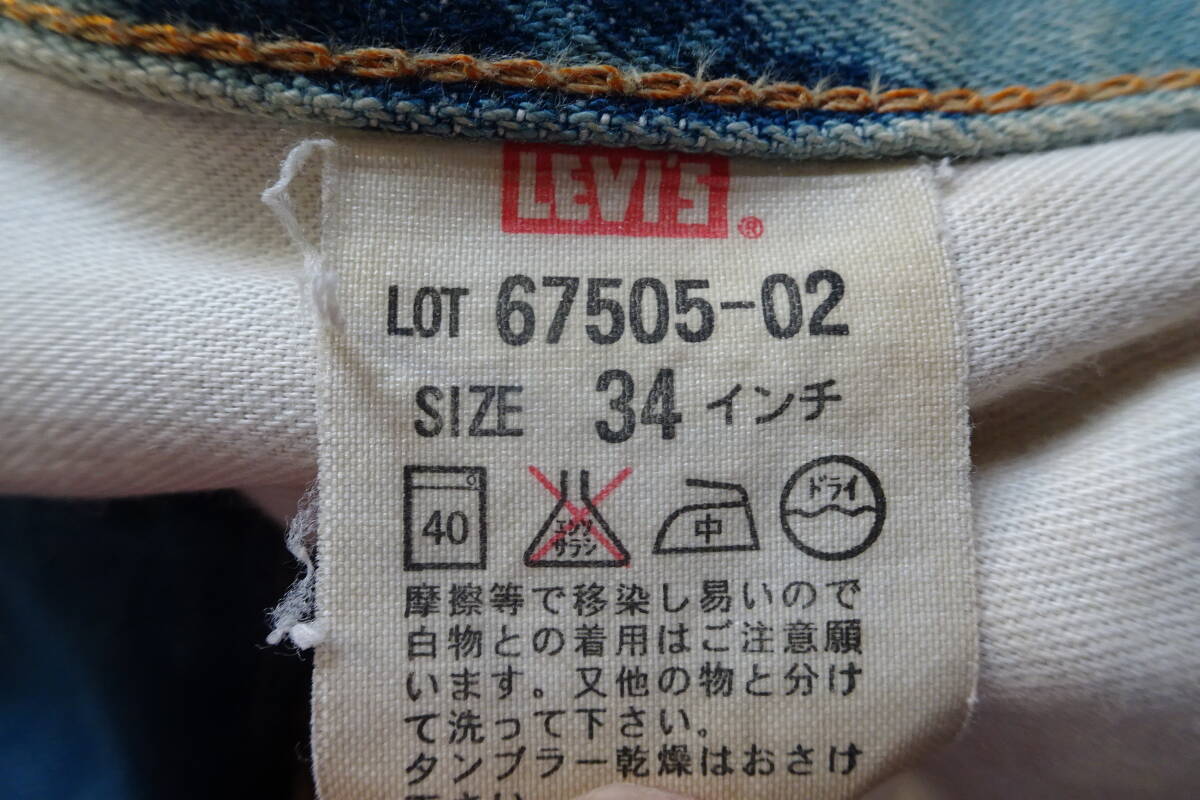 LEVI'S ®
LOT 67505-02
SIZE 34 インチ
40 エンソ サラシ 中 ドライ
摩擦等で移染し易いので
白物との着用はご注意願
います。又他の物と分け
て洗って下さい。
タンブラー乾燥はおさけ
下さい